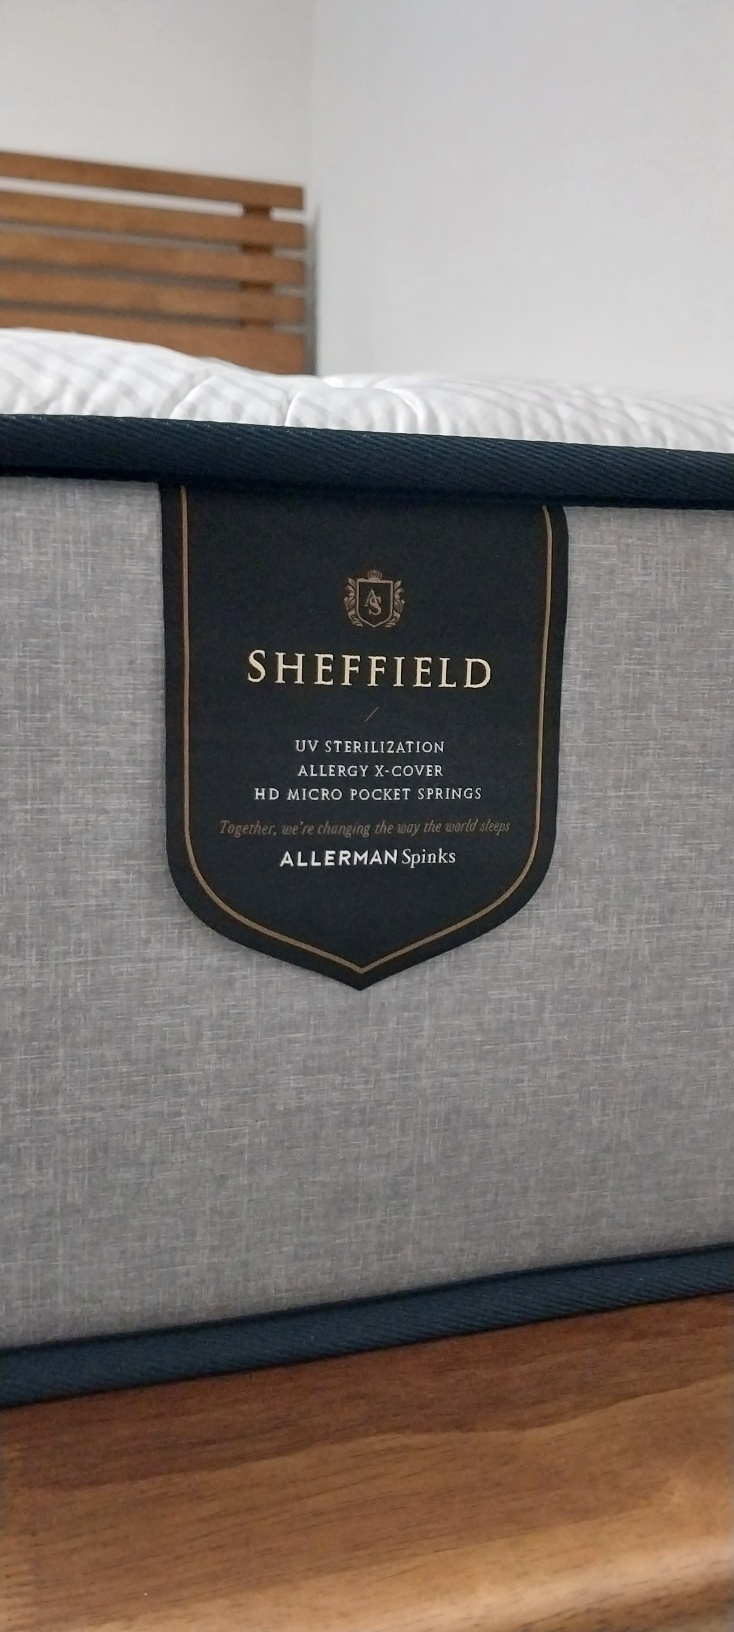 AS
SHEFFIELD
UV STERILIZATION
ALLERGY X-COVER
HD MICRO POCKET SPRINGS
Together, we're changing the way the world sleeps
ALLERMAN Spinks